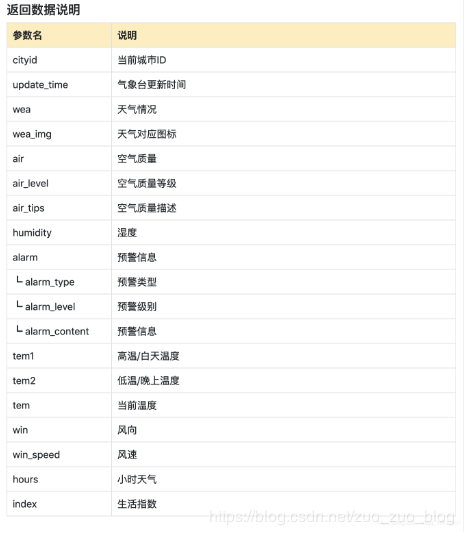 返回数据说明
参数名 说明
cityid 当前城市ID
update_time 气象台更新时间
wea 天气情况
wea_img 天气对应图标
air 空气质量
air_level 空气质量等级
air_tips 空气质量描述
humidity 湿度
alarm 预警信息
┗ alarm_type 预警类型
┗ alarm_level 预警级别
┗ alarm_content 预警信息
tem1 高温/白天温度
tem2 低温/晚上温度
tem 当前温度
win 风向
win_speed 风速
hours 小时天气
index 生活指数
https://blog.csdn.net/zuo_zuo_blog